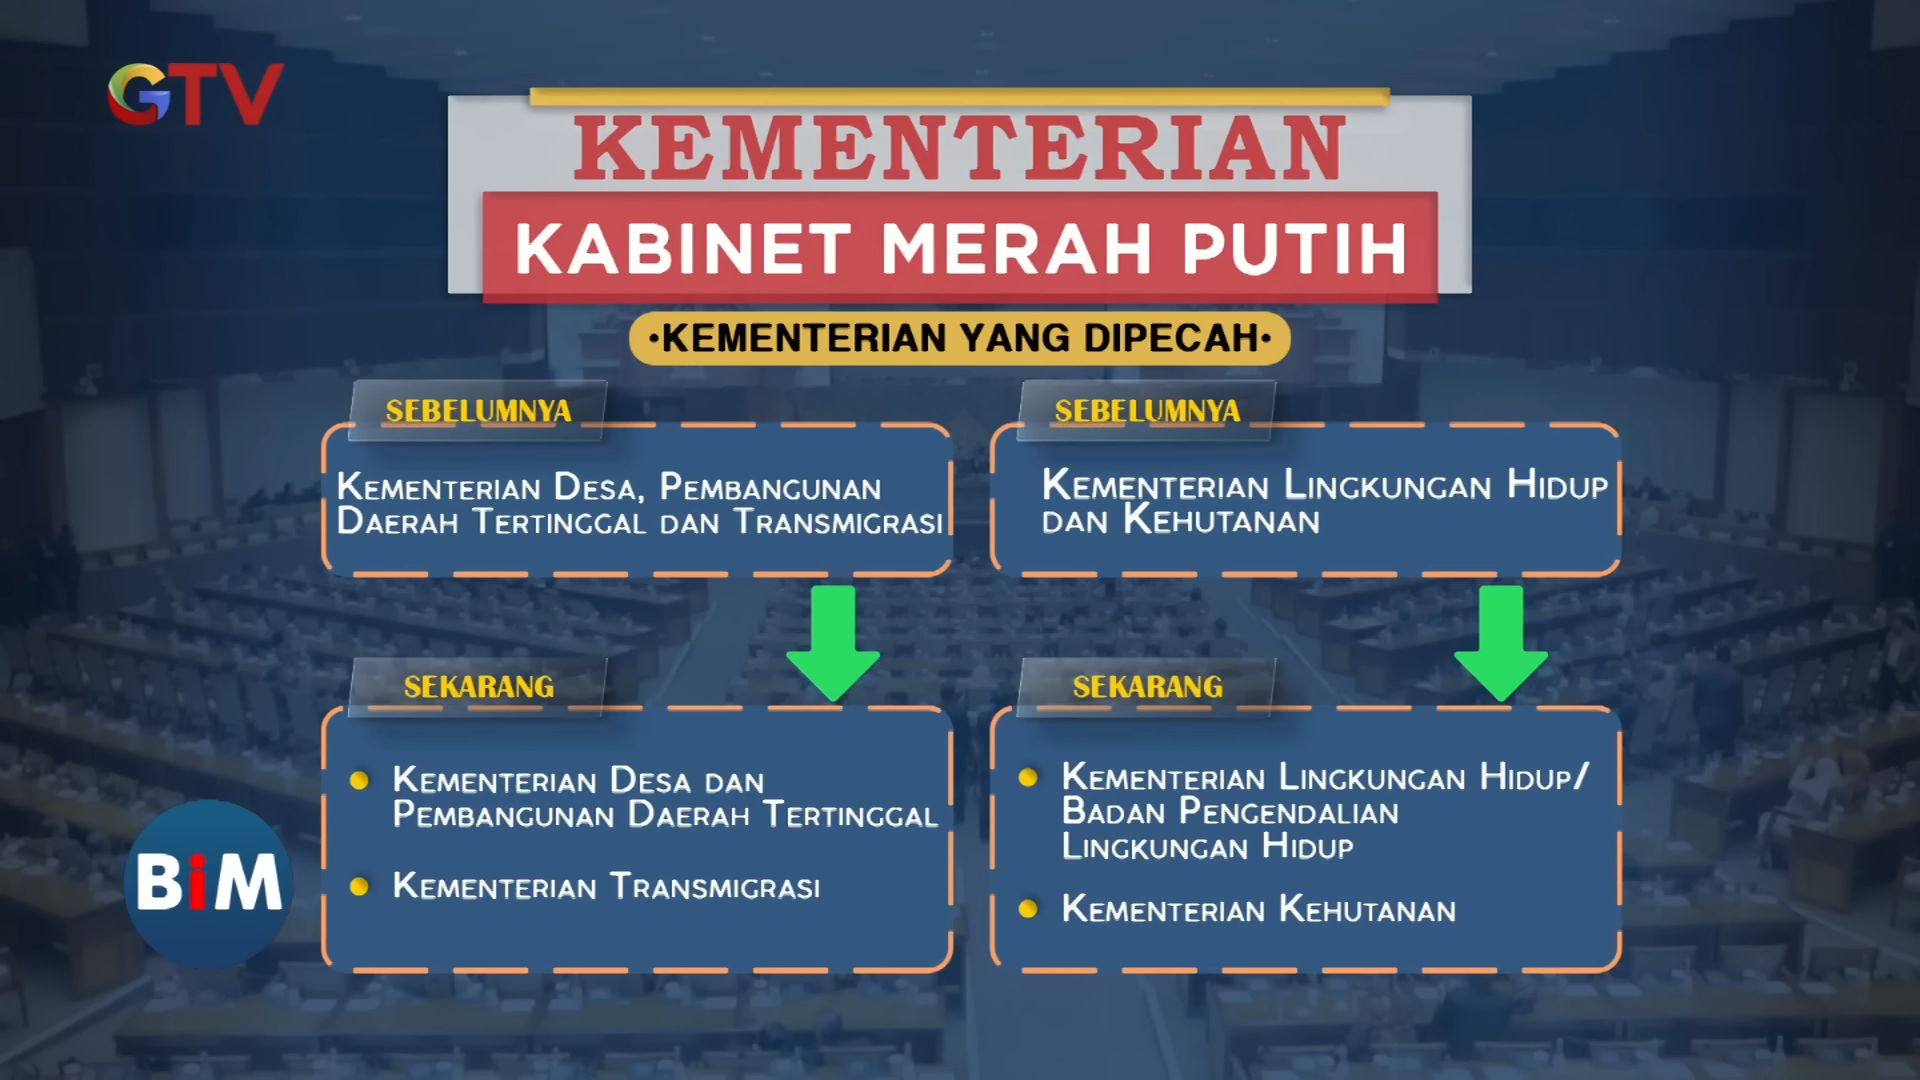 GTV
KEMENTERIAN
KABINET MERAH PUTIH
•KEMENTERIAN YANG DIPECAH•
SEBELUMNYA
KEMENTERIAN DESA, PEMBANGUNAN
DAERAH TERTINGGAL DAN TRANSMIGRASI
SEKARANG
KEMENTERIAN DESA DAN
PEMBANGUNAN DAERAH TERTINGGAL
KEMENTERIAN TRANSMIGRASI
SEBELUMNYA
KEMENTERIAN LINGKUNGAN HIDUP
DAN KEHUTANAN
SEKARANG
KEMENTERIAN LINGKUNGAN HIDUP/
BADAN PENGENDALIAN
LINGKUNGAN HIDUP
KEMENTERIAN KEHUTANAN
BiM